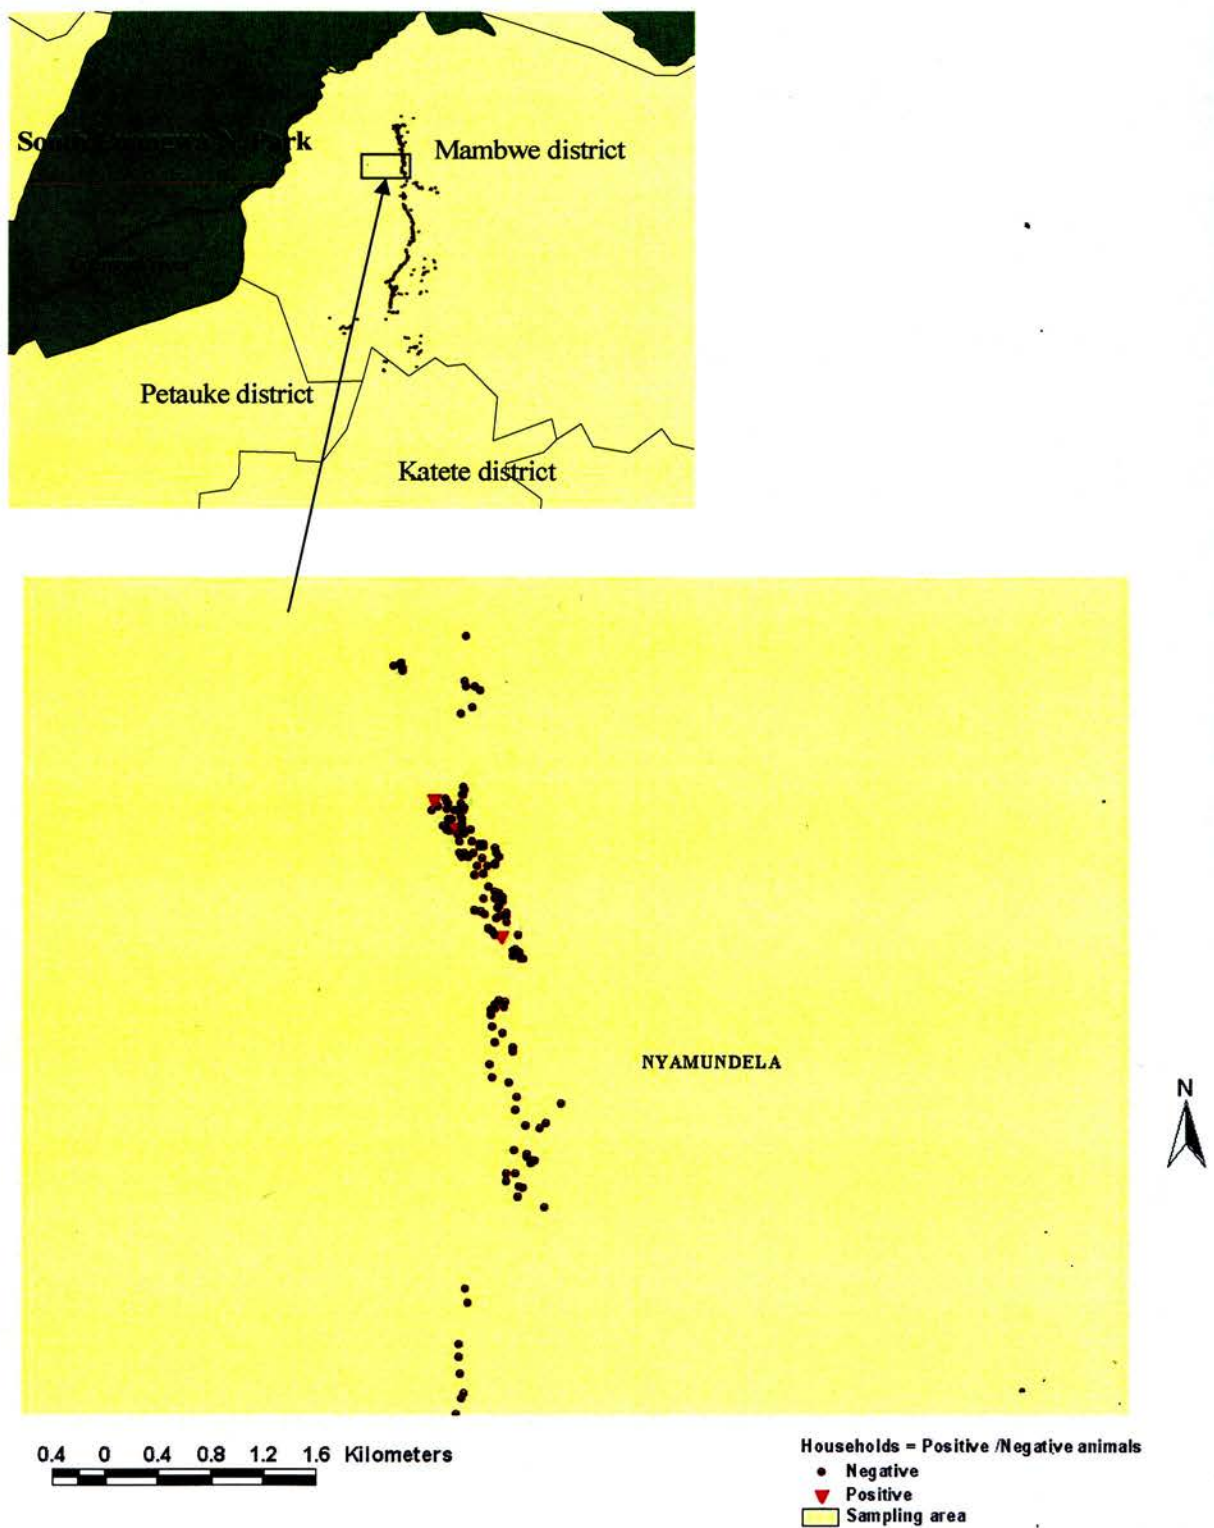 Park
Mambwe district
Petauke district
Katete district
NYAMUNDELA
N
0.4 0 0.4 0.8 1.2 1.6 Kilometers
Households = Positive /Negative animals
Negative
Positive
Sampling area